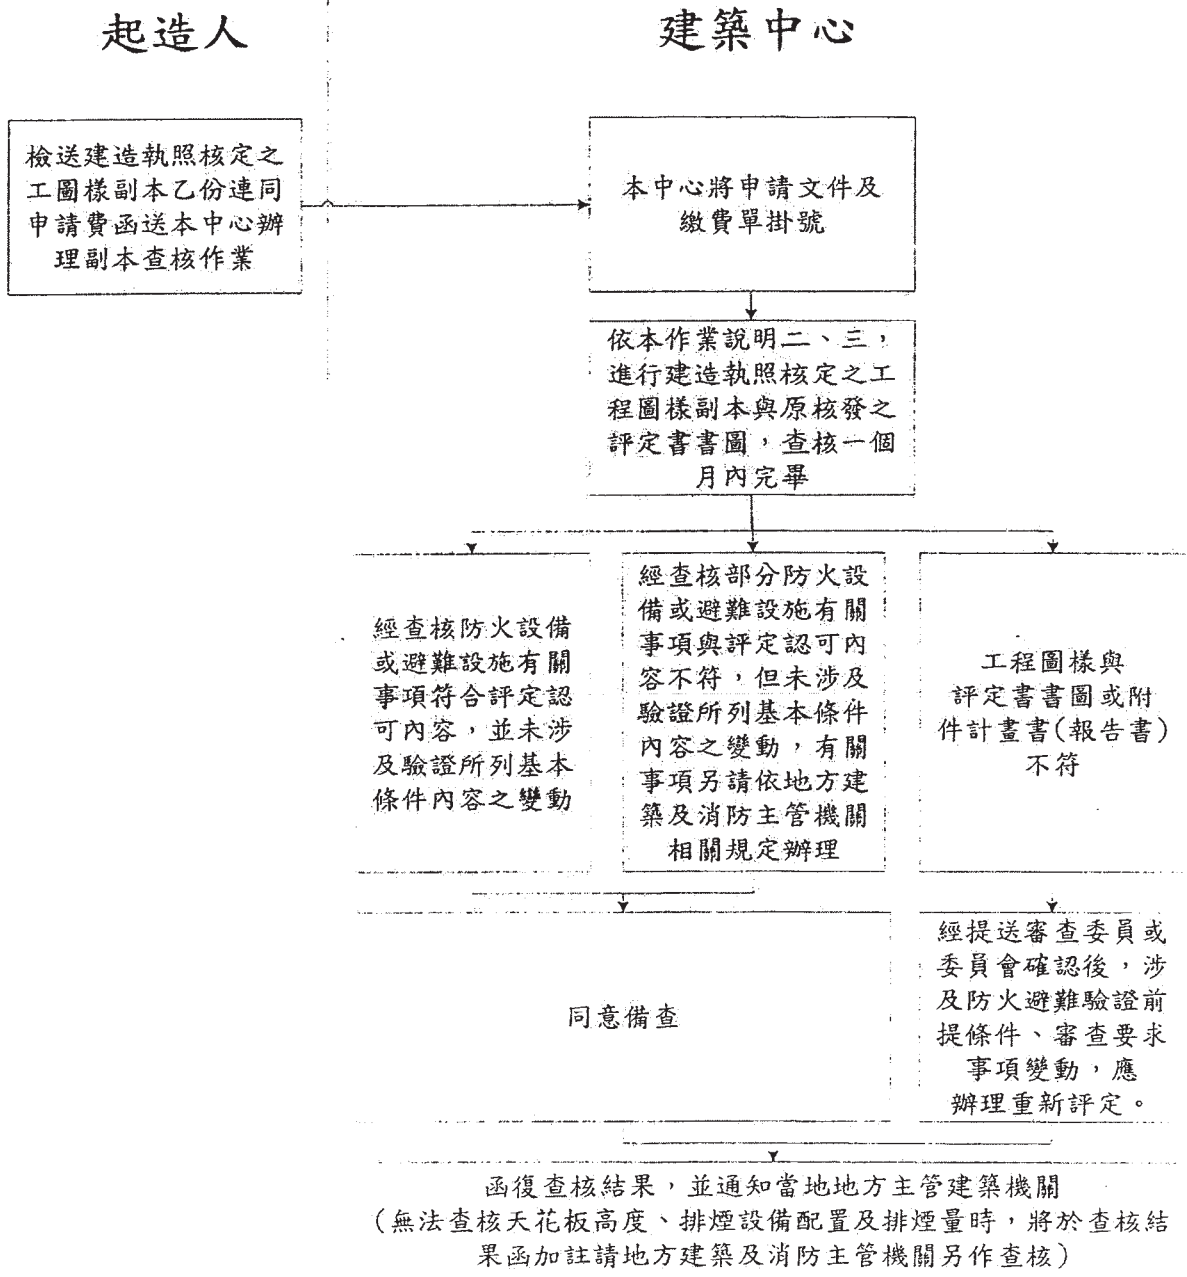 起造人
建築中心
檢送建造執照核定之
工圖樣副本乙份連同
申請費函送本中心辦
理副本查核作業
本中心將申請文件及
繳費單掛號
依本作業說明二、三，
進行建造執照核定之工
程圖樣副本與原核發之
評定書書圖，查核一個
月內完畢
經查核防火設備
或避難設施有關
事項符合評定認
可內容，並未涉
及驗證所列基本
條件內容之變動
經查核部分防火設
備或避難設施有關
事項與評定認可內
容不符，但未涉及
驗證所列基本條件
內容之變動，有關
事項另請依地方建
築及消防主管機關
相關規定辦理
工程圖樣與
評定書書圖或附
件計畫書(報告書)
不符
同意備查
經提送審查委員或
委員會確認後，涉
及防火避難驗證前
提條件、審查要求
事項變動，應
辦理重新評定。
函復查核結果，並通知當地地方主管建築機關
（無法查核天花板高度、排煙設備配置及排煙量時，將於查核結
果函加註請地方建築及消防主管機關另作查核）